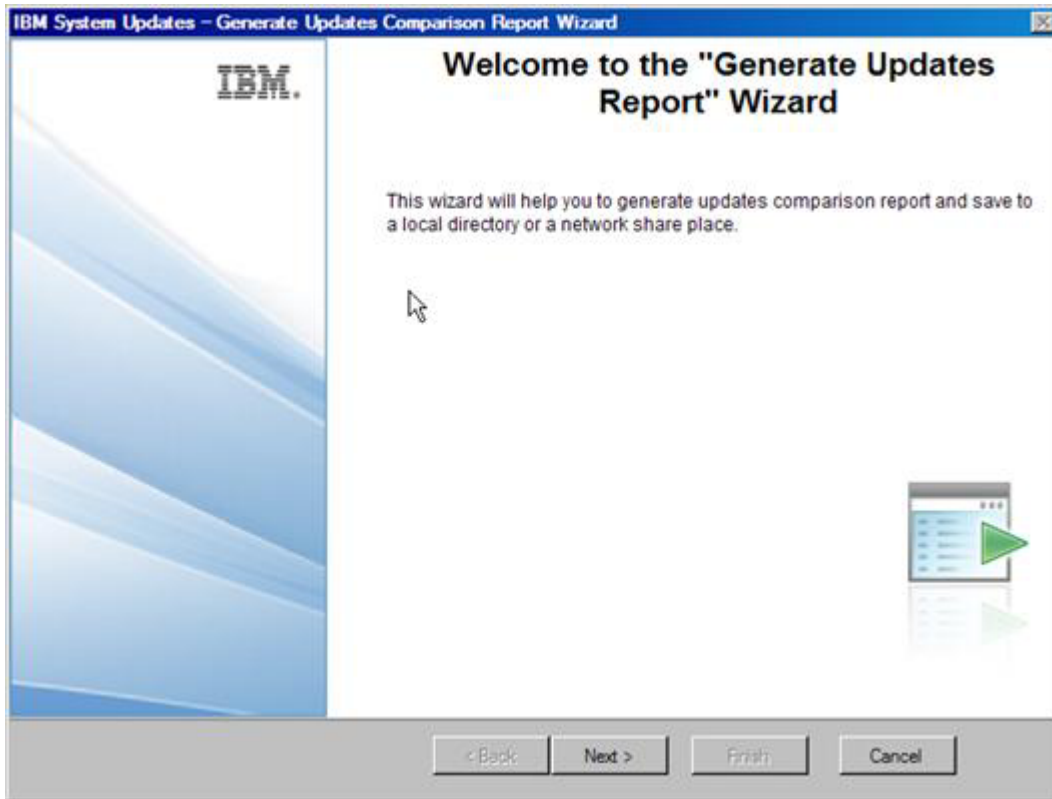 IBM System Updates – Generate Updates Comparison Report Wizard
IBM.
Welcome to the "Generate Updates
Report" Wizard
This wizard will help you to generate updates comparison report and save to
a local directory or a network share place.
< Back
Next >
Finish
Cancel